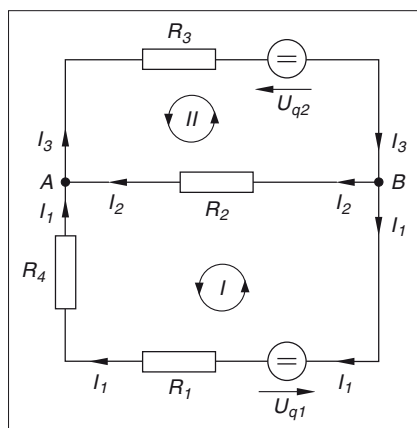 R3
II
Uq2
I3 I3
A B
I1 I2 R2 I2 I1
R4
I
I1 R1 Uq1 I1